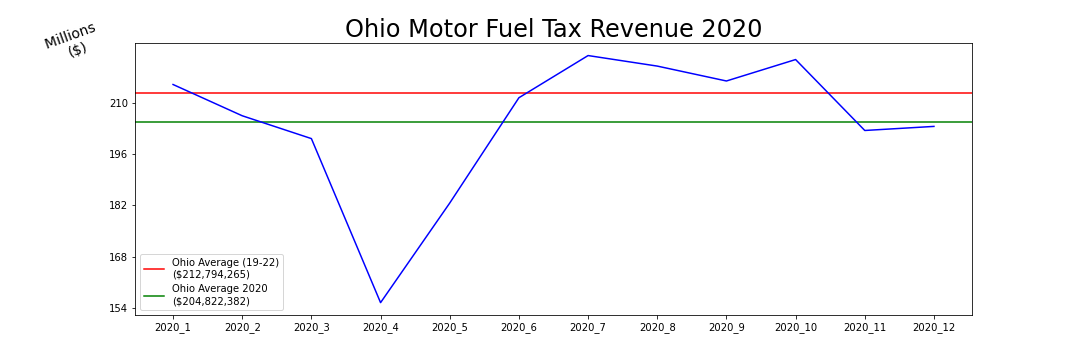 Ohio Motor Fuel Tax Revenue 2020
Millions
($)
210
196
182
168
154
Ohio Average (19-22)
($212,794,265)
Ohio Average 2020
($204,822,382)
2020_1 2020_2 2020_3 2020_4 2020_5 2020_6 2020_7 2020_8 2020_9 2020_10 2020_11 2020_12